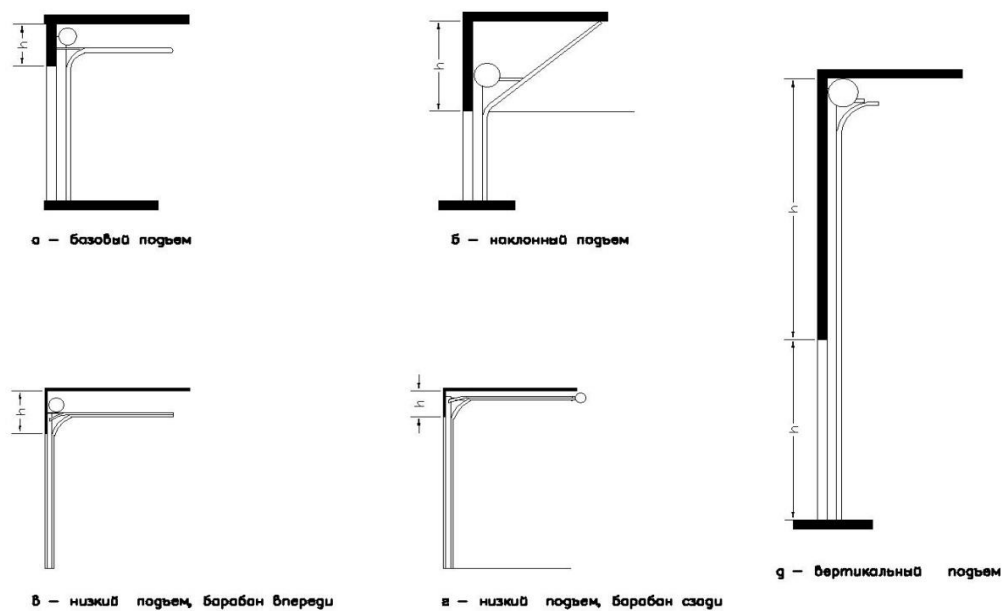 h
h
а – базовый подъем
б – наклонный подъем
h
h
h
h
в – низкий подъем, барабан впереди
г – низкий подъем, барабан сзади
д – вертикальный подъем